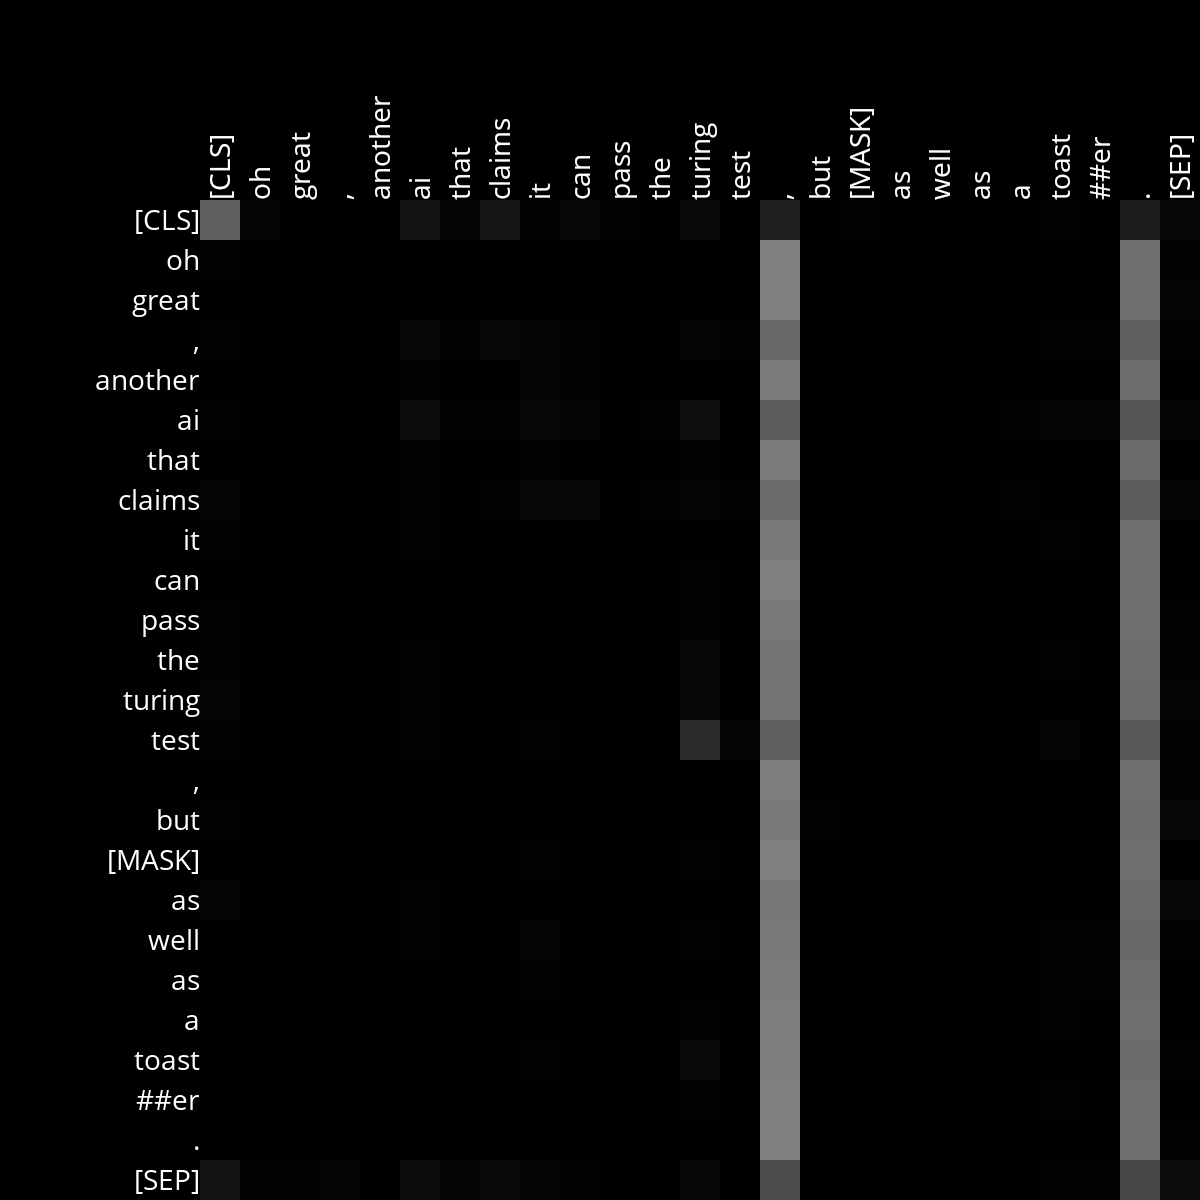 [CLS] oh great , another ai that claims it can pass the turing test , but [MASK] as well as a toast ##er . [SEP]
[CLS]
oh
great
,
another
ai
that
claims
it
can
pass
the
turing
test
,
but
[MASK]
as
well
as
a
toast
##er
.
[SEP]